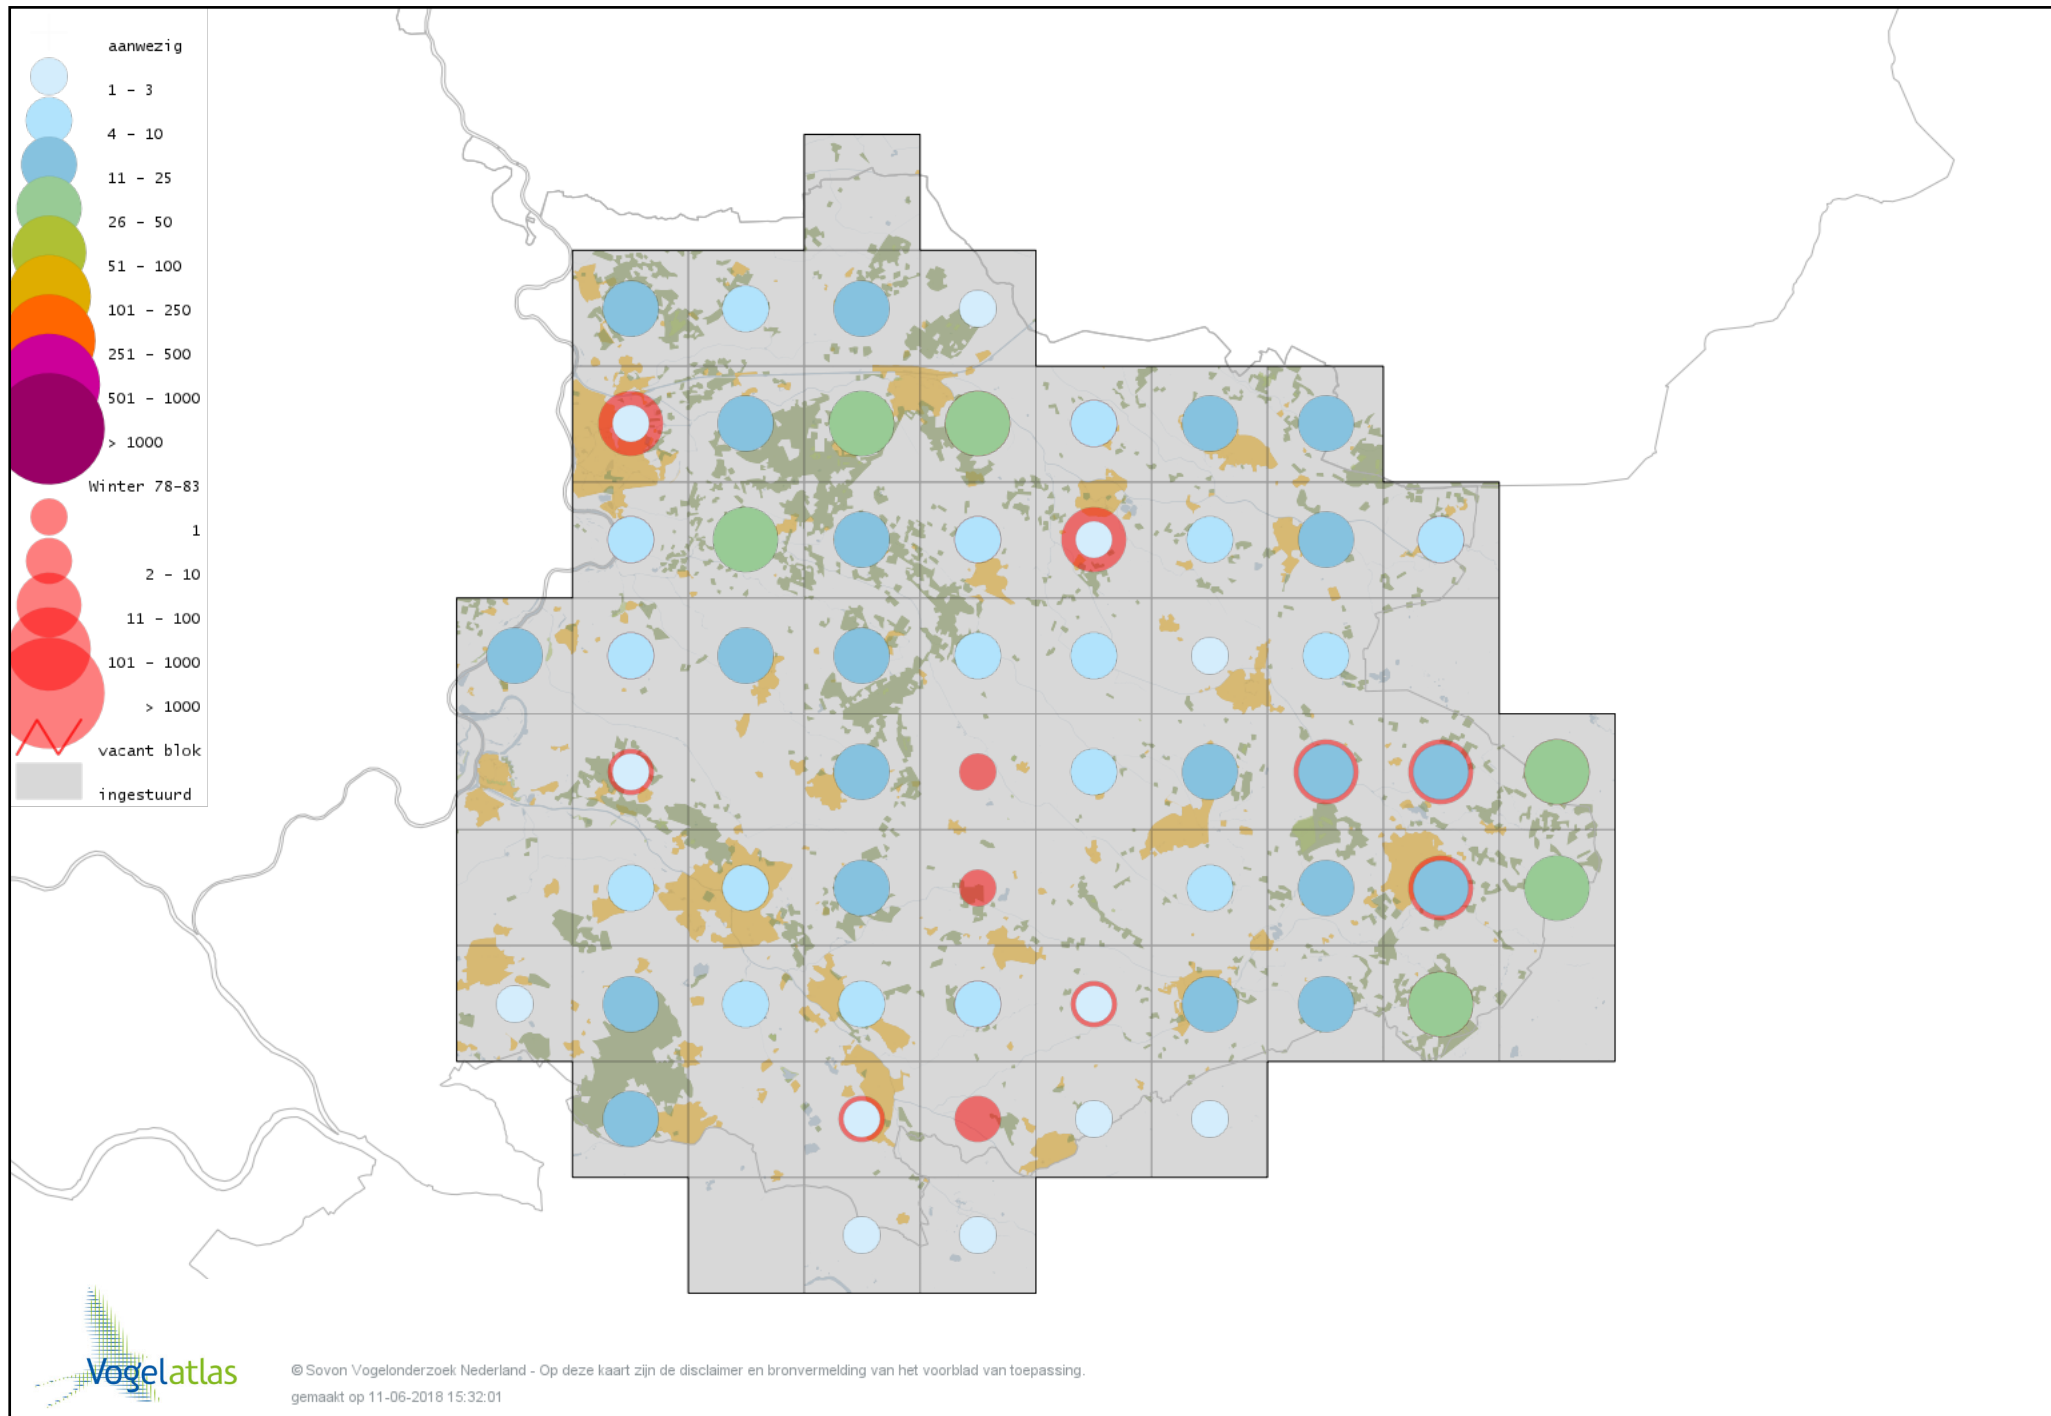 aanwezig
1 - 3
4 - 10
11 - 25
26 - 50
51 - 100
101 - 250
251 - 500
501 - 1000
> 1000
Winter 78-83
1
2 - 10
11 - 100
101 - 1000
> 1000
vacant blok
ingestuurd
Vogelatlas
© Sovon Vogelonderzoek Nederland - Op deze kaart zijn de disclaimer en bronvermelding van het voorblad van toepassing.
gemaakt op 11-06-2018 15:32:01